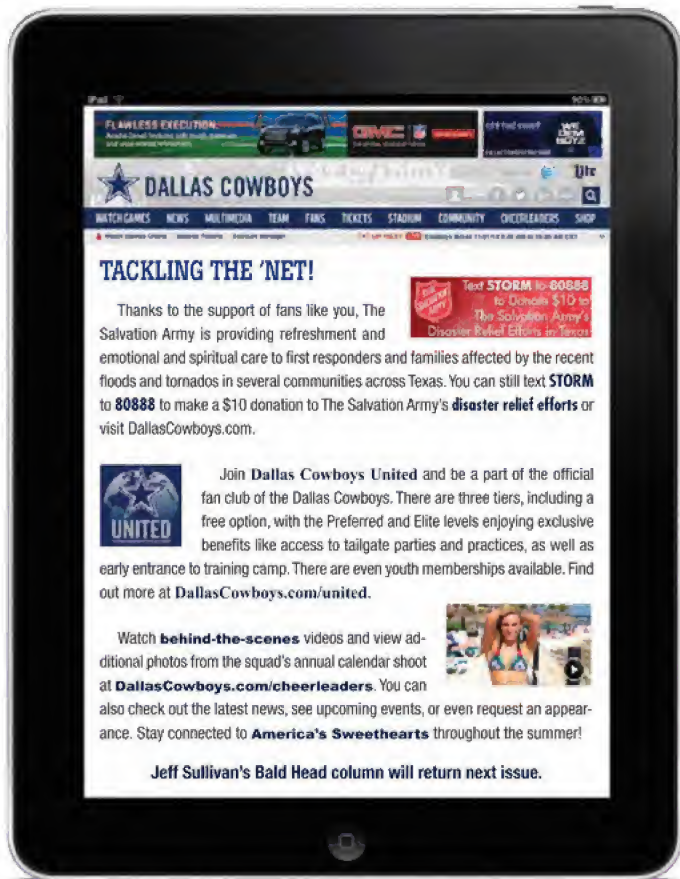 iPad
90%
FLAWLESS EXECUTION.
GMC
NFL
WE
DEM
BOYZ
DALLAS COWBOYS
lite
WATCH GAMES NEWS MULTIMEDIA TEAM FANS TICKETS STADIUM COMMUNITY CHEERLEADERS SHOP
TACKLING THE 'NET!
Text STORM to 80888
to Donate $10 to
The Salvation Army's
Disaster Relief Efforts in Texas
Thanks to the support of fans like you, The
Salvation Army is providing refreshment and
emotional and spiritual care to first responders and families affected by the recent
floods and tornados in several communities across Texas. You can still text STORM
to 80888 to make a $10 donation to The Salvation Army's disaster relief efforts or
visit DallasCowboys.com.
UNITED
Join Dallas Cowboys United and be a part of the official
fan club of the Dallas Cowboys. There are three tiers, including a
free option, with the Preferred and Elite levels enjoying exclusive
benefits like access to tailgate parties and practices, as well as
early entrance to training camp. There are even youth memberships available. Find
out more at DallasCowboys.com/united.
Watch behind-the-scenes videos and view ad-
ditional photos from the squad's annual calendar shoot
at DallasCowboys.com/cheerleaders. You can
also check out the latest news, see upcoming events, or even request an appear-
ance. Stay connected to America's Sweethearts throughout the summer!
Jeff Sullivan's Bald Head column will return next issue.